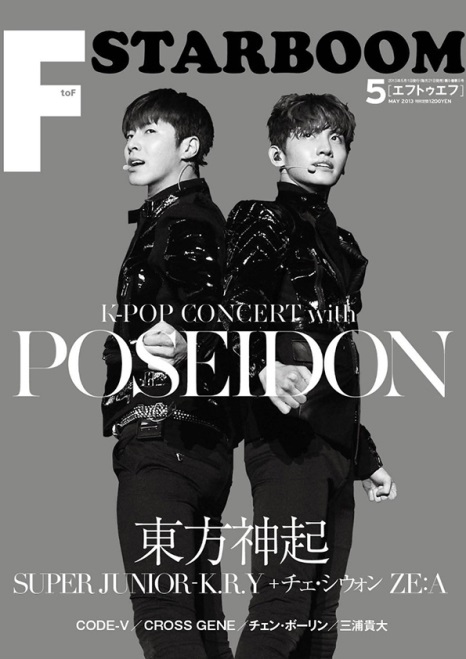 STARBOOM
F
toF
5
[エフトゥエフ]
MAY 2013
1200YEN
K-POP CONCERT with
POSEIDON
東方神起
SUPER JUNIOR-K.R.Y +チェ・シウォン ZE:A
CODE-V/CROSS GENE/チェン・ボーリン/三浦貴大